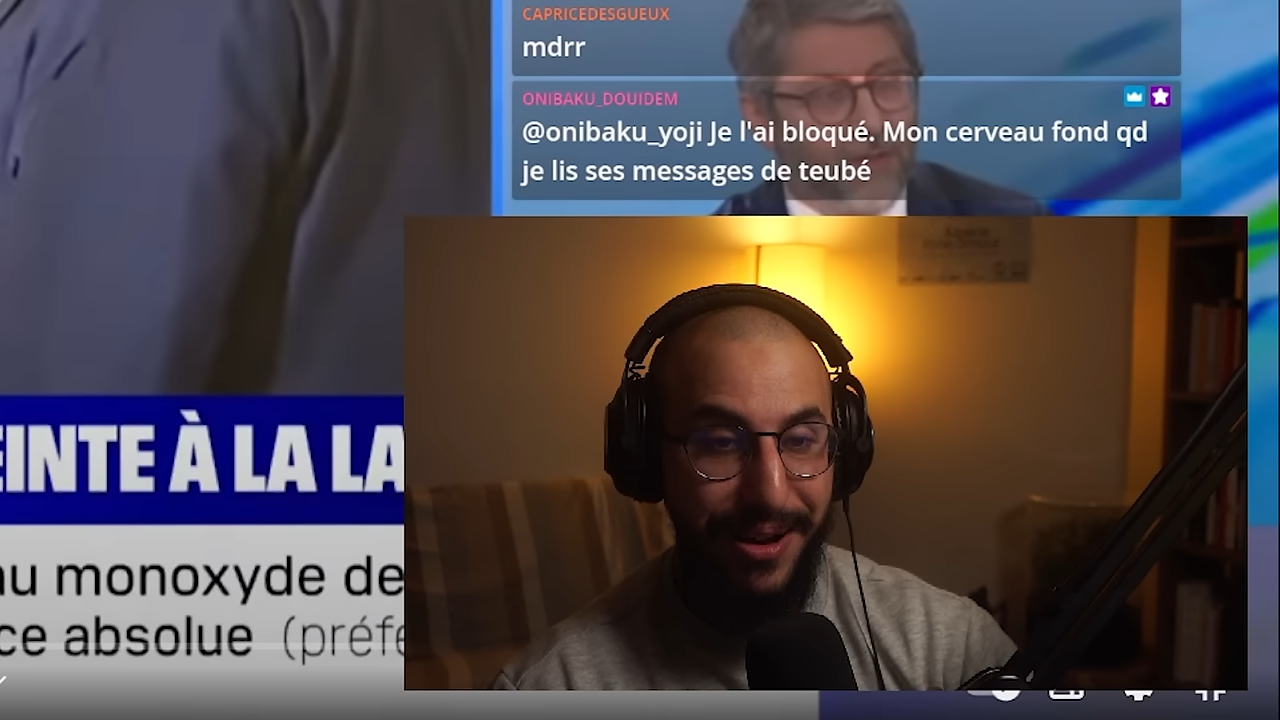 CAPRICEDESGUEUX
mdrr
ONIBAKU_DOUIDEM
@onibaku_yoji Je l'ai bloqué. Mon cerveau fond qd
je lis ses messages de teubé
EINTE À LA LA
au monoxyde de
ce absolue (préfe